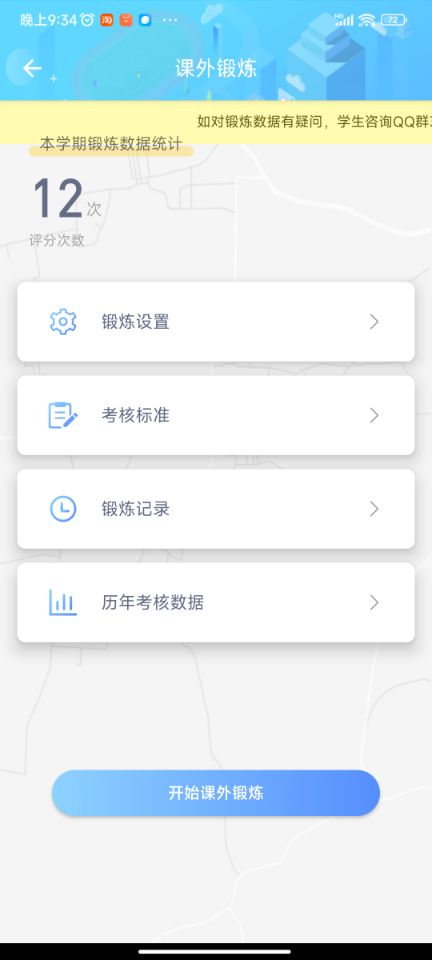 晚上9:34
72
课外锻炼
如对锻炼数据有疑问，学生咨询QQ群
本学期锻炼数据统计
12次
评分次数
锻炼设置
考核标准
锻炼记录
历年考核数据
开始课外锻炼